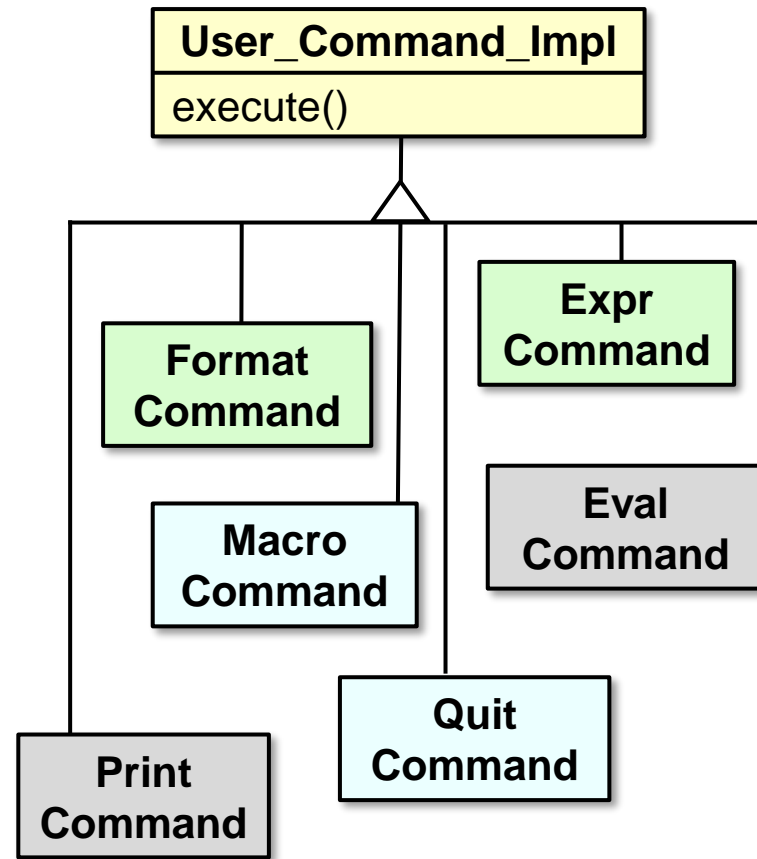 User_Command_Impl
execute()
Expr
Command
Format
Command
Eval
Command
Macro
Command
Quit
Command
Print
Command